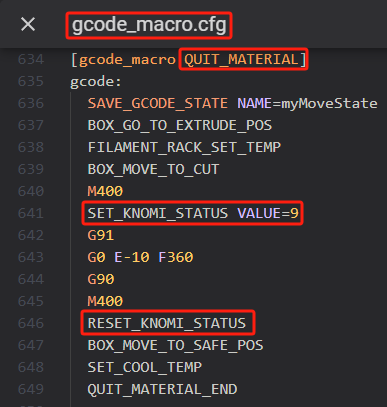 gcode_macro.cfg
634 [gcode_macro QUIT_MATERIAL]
635 gcode:
636 SAVE_GCODE_STATE NAME=myMoveState
637 BOX_GO_TO_EXTRUDE_POS
638 FILAMENT_RACK_SET_TEMP
639 BOX_MOVE_TO_CUT
640 M400
641 SET_KNOMI_STATUS VALUE=9
642 G91
643 G0 E-10 F360
644 G90
645 M400
646 RESET_KNOMI_STATUS
647 BOX_MOVE_TO_SAFE_POS
648 SET_COOL_TEMP
649 QUIT_MATERIAL_END